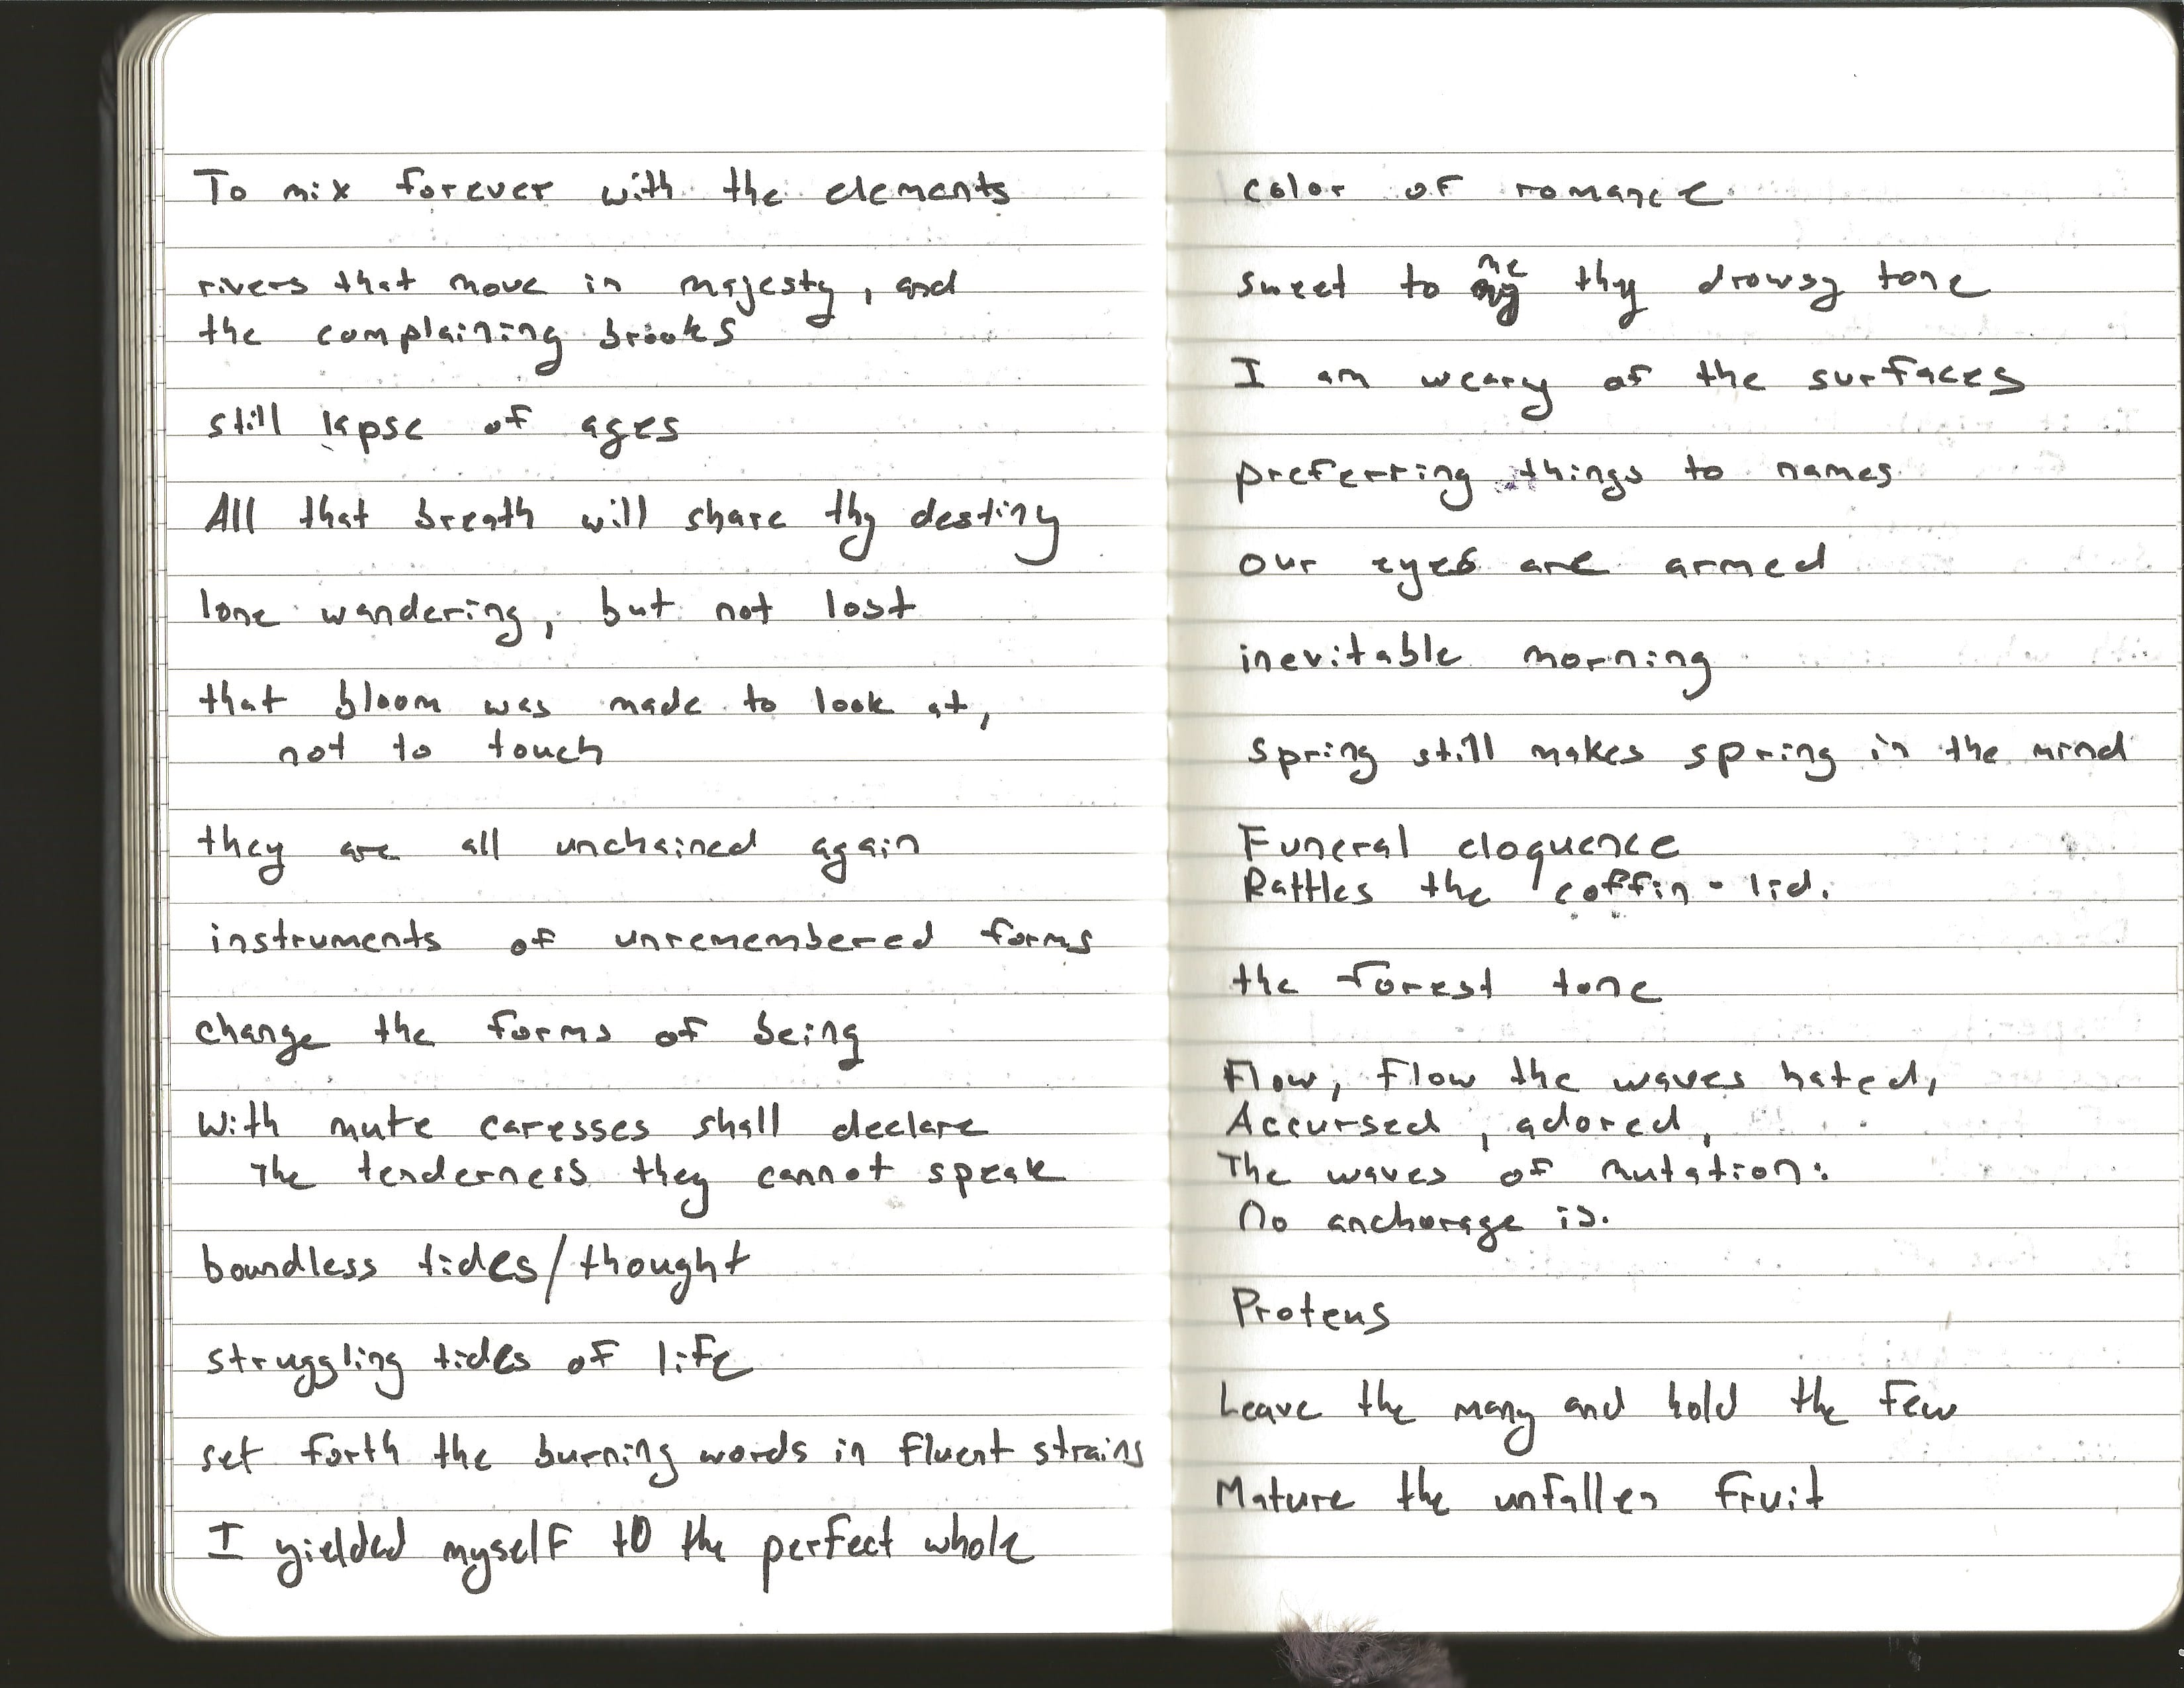 To mix forever with the elements
rivers that move in majesty, and
the complaining brooks
still lapse of ages
All that breath will share thy destiny
lone wandering, but not lost
that bloom was made to look at,
not to touch
they are all unchained again
instruments of unremembered forms
change the forms of being
With mute caresses shall declare
The tenderness they cannot speak
boundless tides/thought
struggling tides of life
set forth the burning words in fluent strains
I yielded myself to the perfect whole
color of romance
sweet to me thy drowsy tone
I am weary of the surfaces
preferring things to names
our eyes are armed
inevitable morning
Spring still makes spring in the mind
Funeral eloquence
Rattles the coffin-lid.
the forest tone
Flow, flow the waves hated,
Accursed, adored,
The waves of mutation:
No anchorage is.
Proteus
Leave the many and hold the few
Mature the unfallen fruit